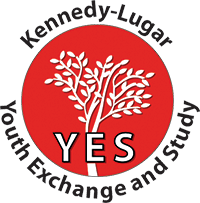 Kennedy-Lugar
YES
Youth Exchange and Study